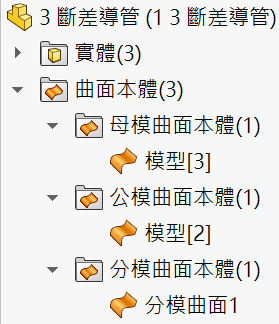 3 斷差導管 (1 3 斷差導管)
實體(3)
曲面本體(3)
母模曲面本體(1)
模型[3]
公模曲面本體(1)
模型[2]
分模曲面本體(1)
分模曲面1